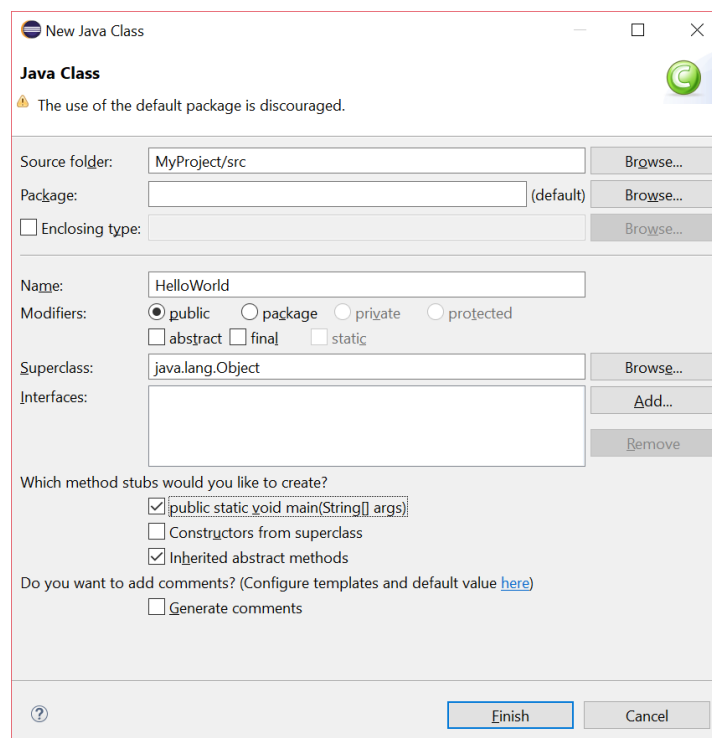 New Java Class
Java Class
The use of the default package is discouraged.
Source folder: MyProject/src Browse...
Package: (default) Browse...
Enclosing type: Browse...
Name: HelloWorld
Modifiers: public package private protected
abstract final static
Superclass: java.lang.Object Browse...
Interfaces: Add...
Remove
Which method stubs would you like to create?
public static void main(String[] args)
Constructors from superclass
Inherited abstract methods
Do you want to add comments? (Configure templates and default value here)
Generate comments
? Finish Cancel